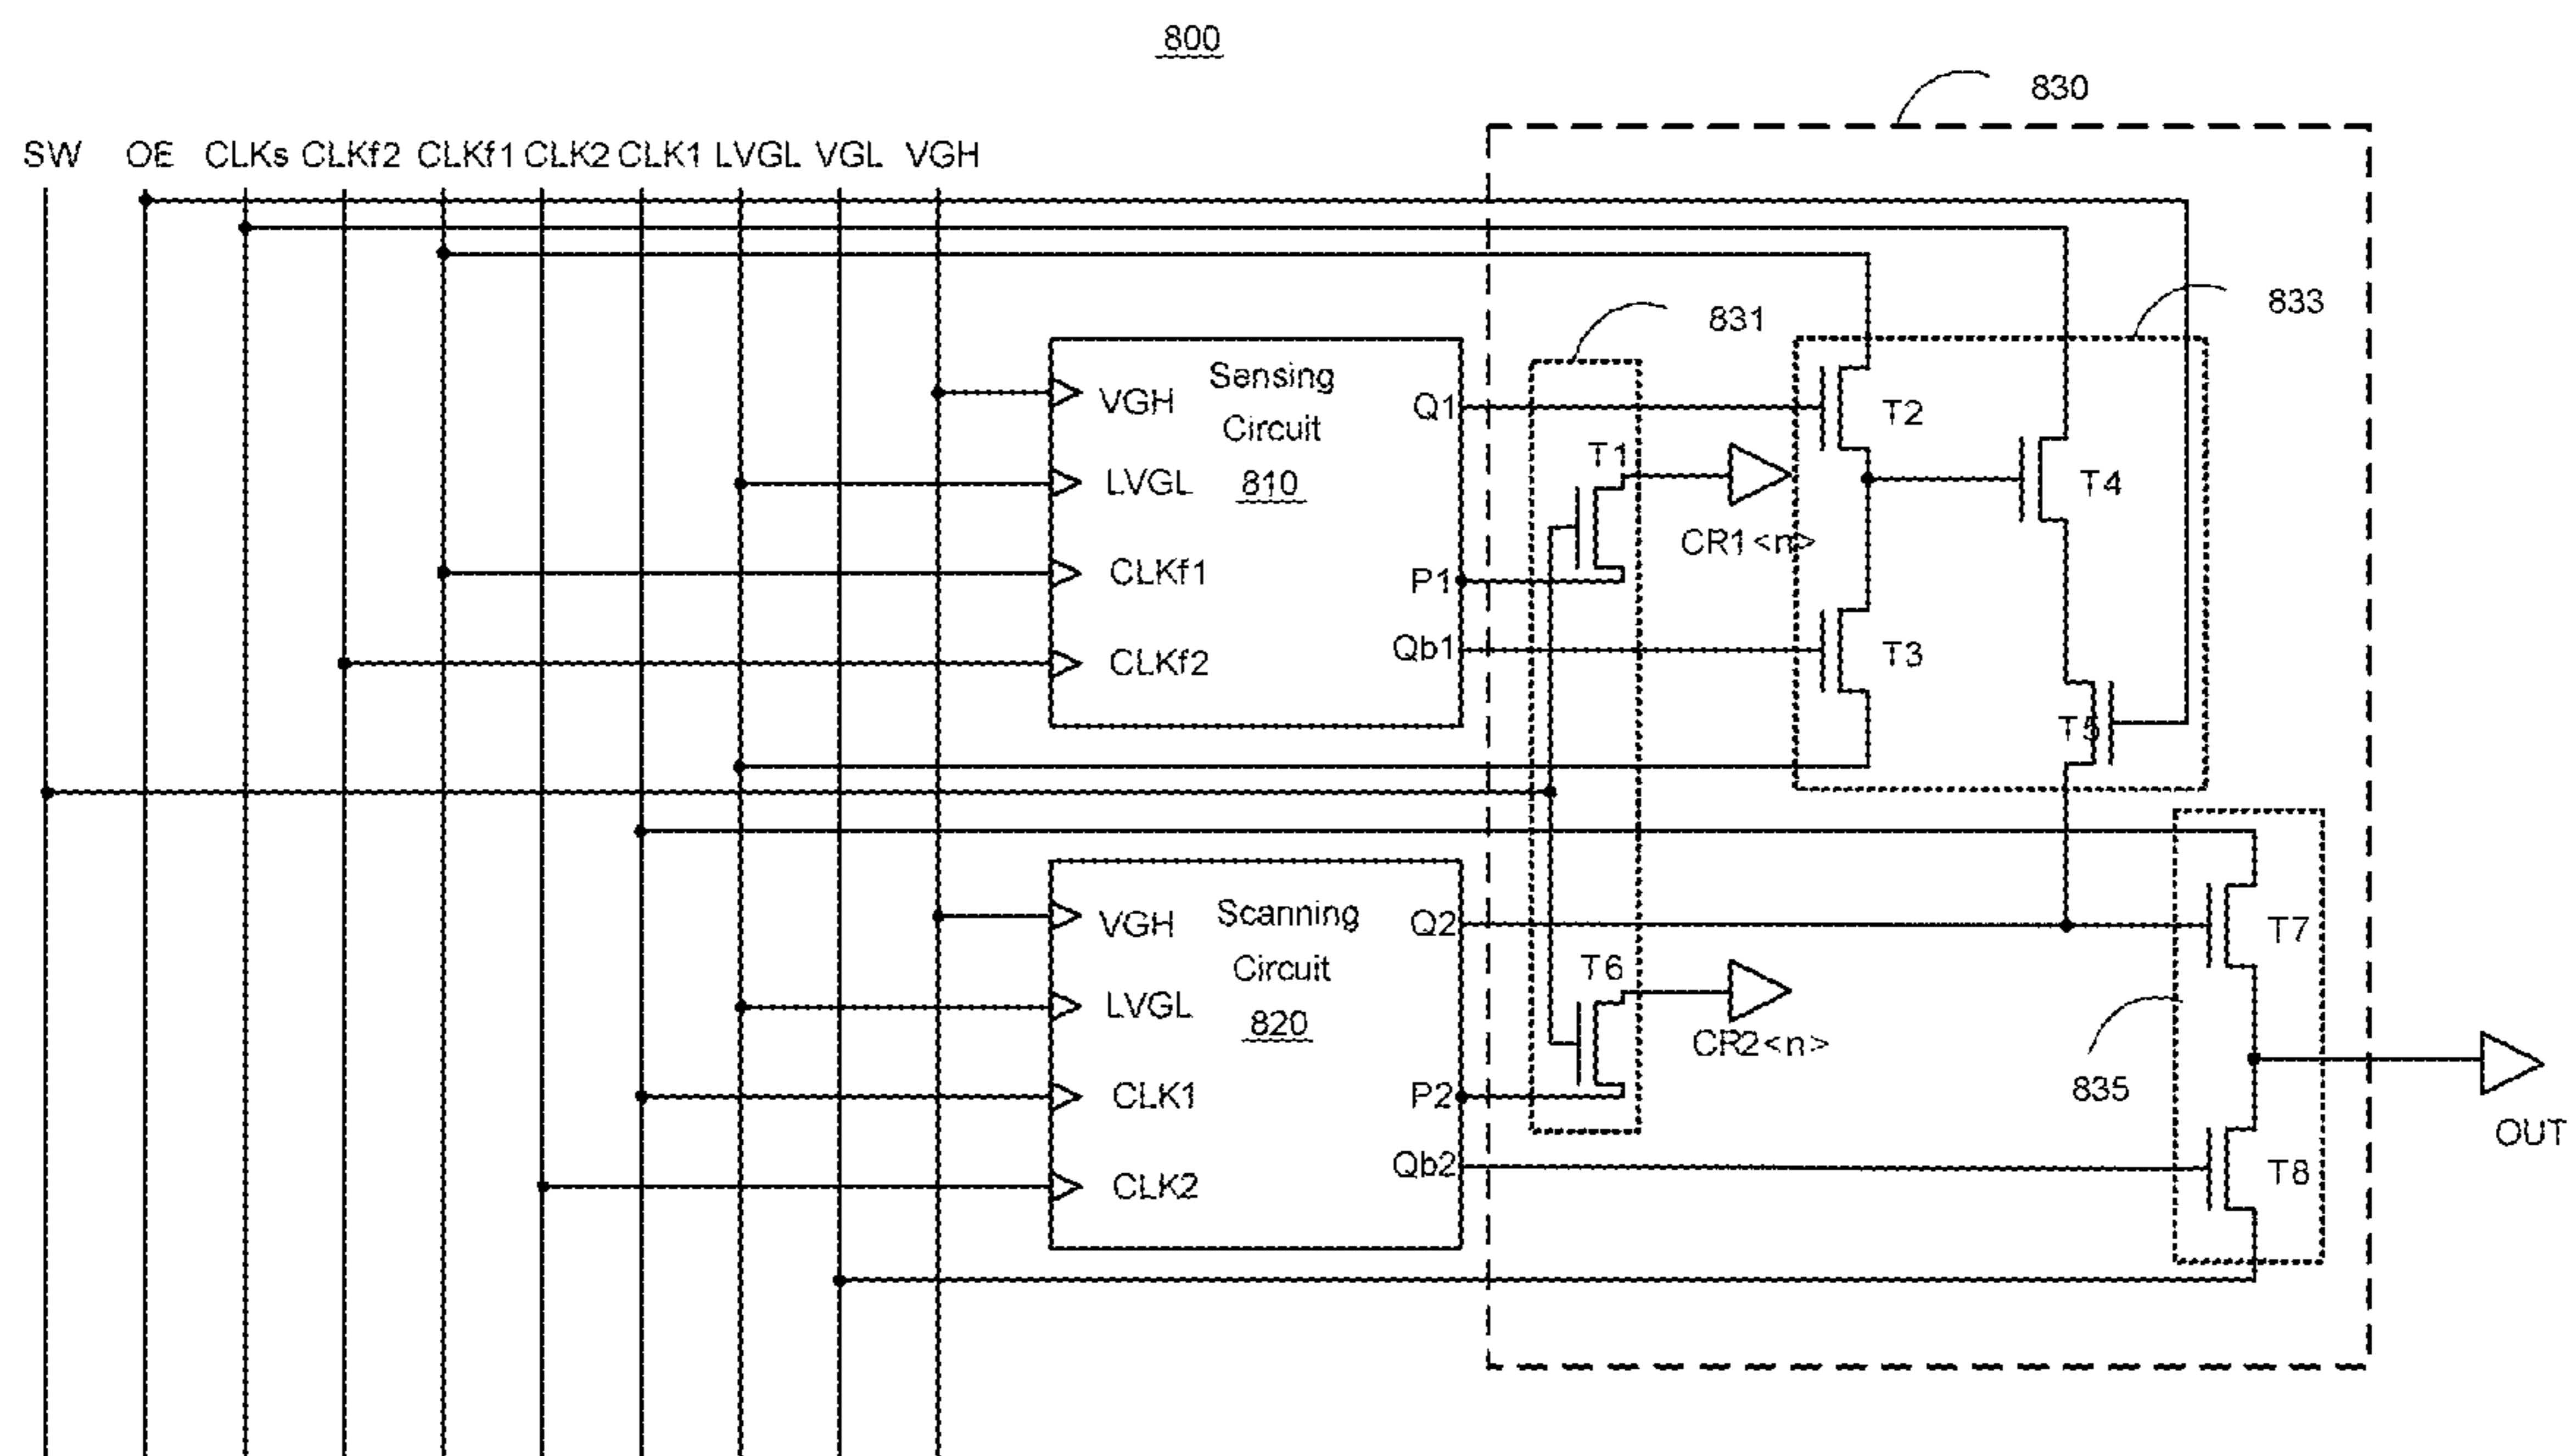 800
830
SW OE CLKs CLKf2 CLKf1 CLK2 CLK1 LVGL VGL VGH
833
831
Sensing
Circuit
810
VGH
LVGL
CLKf1
CLKf2
Q1
P1
Qb1
T1
CR1<n>
T2
T3
T4
T5
Scanning
Circuit
820
VGH
LVGL
CLK1
CLK2
Q2
P2
Qb2
T6
CR2<n>
T7
T8
835
OUT